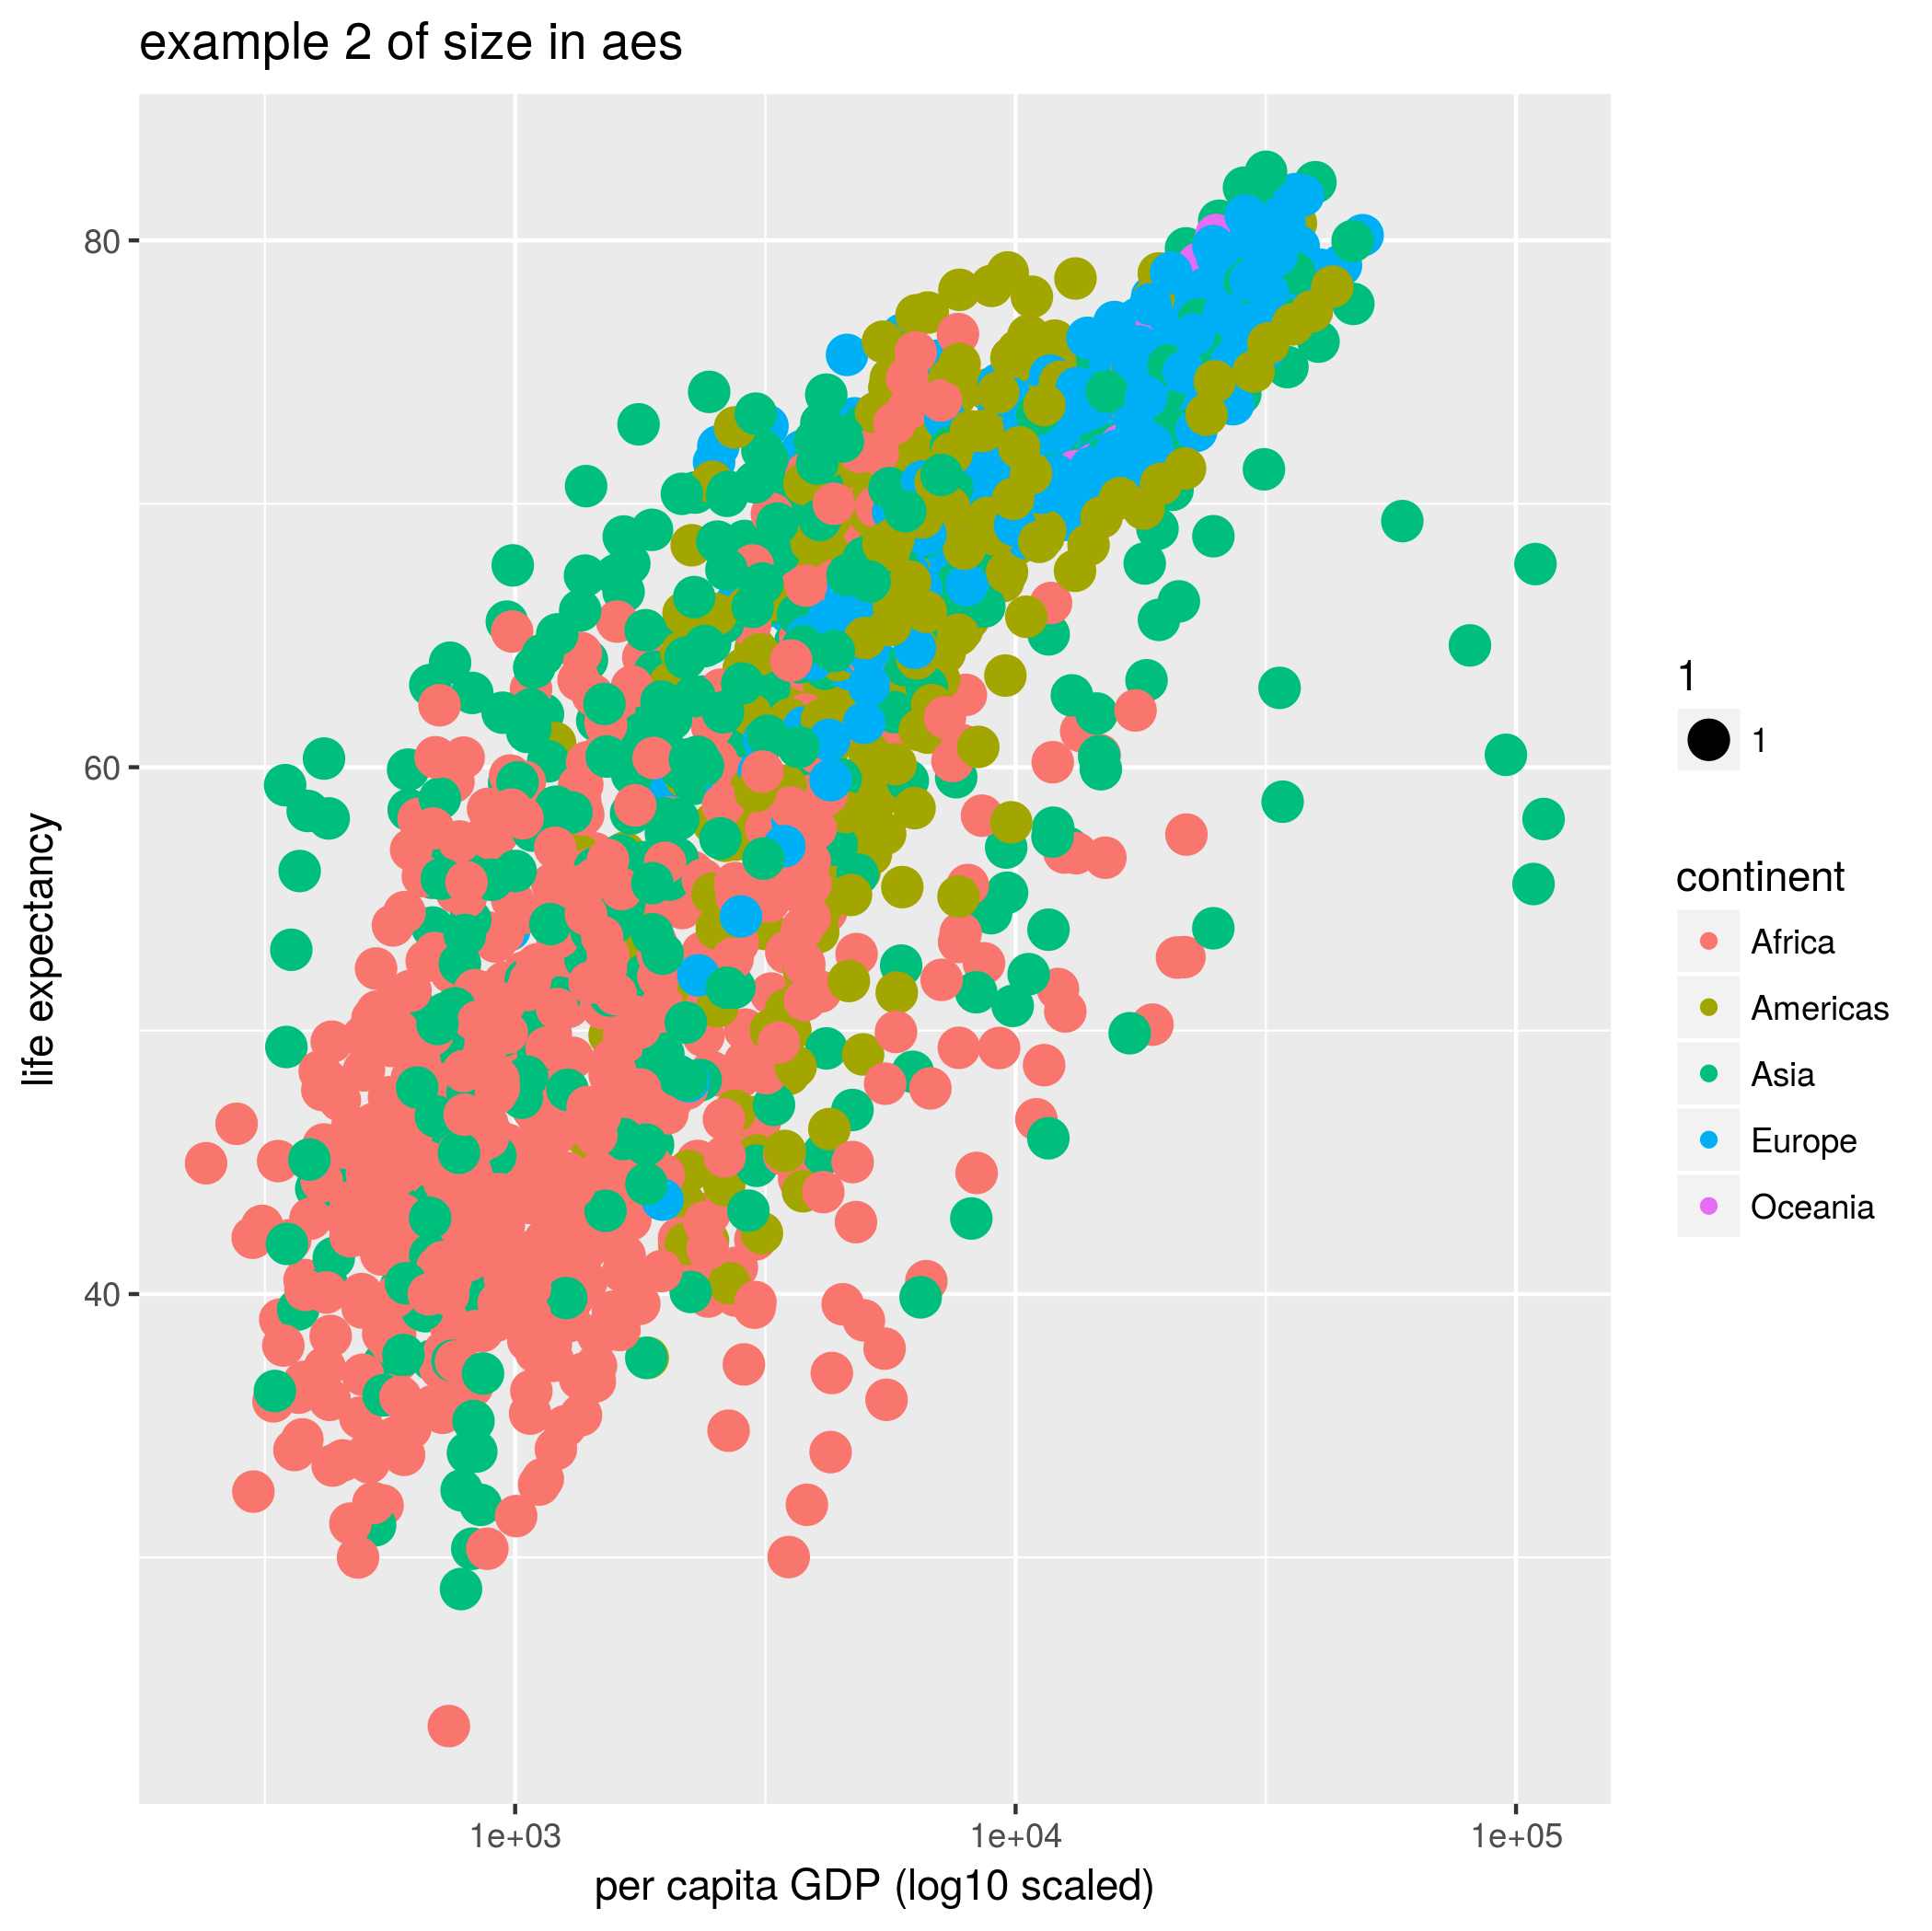 example 2 of size in aes
life expectancy
80
60
40
1e+03
1e+04
1e+05
per capita GDP (log10 scaled)
1
1
continent
Africa
Americas
Asia
Europe
Oceania